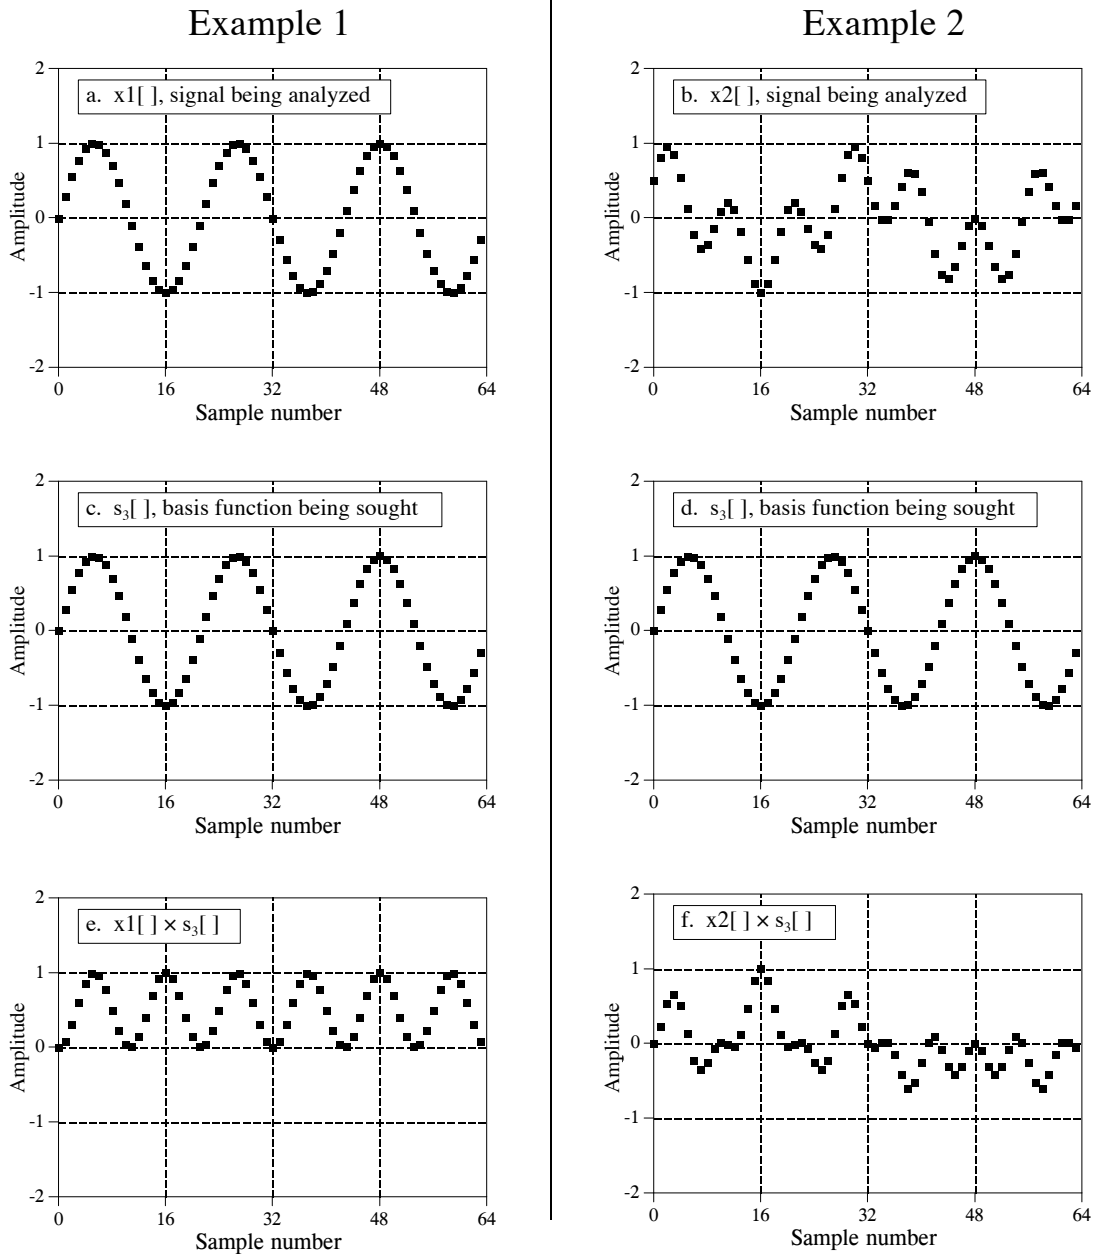 Example 1
2
1
0
-1
-2
Amplitude
a. x1[ ], signal being analyzed
0 16 32 48 64
Sample number
2
1
0
-1
-2
Amplitude
c. s3[ ], basis function being sought
0 16 32 48 64
Sample number
2
1
0
-1
-2
Amplitude
e. x1[ ] × s3[ ]
0 16 32 48 64
Sample number
Example 2
2
1
0
-1
-2
Amplitude
b. x2[ ], signal being analyzed
0 16 32 48 64
Sample number
2
1
0
-1
-2
Amplitude
d. s3[ ], basis function being sought
0 16 32 48 64
Sample number
2
1
0
-1
-2
Amplitude
f. x2[ ] × s3[ ]
0 16 32 48 64
Sample number